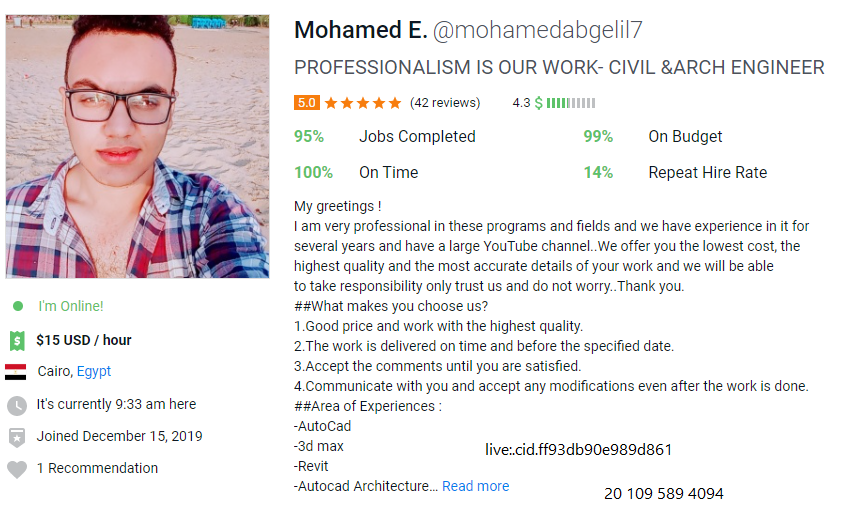 Mohamed E. @mohamedabgelil7
PROFESSIONALISM IS OUR WORK- CIVIL &ARCH ENGINEER
5.0 (42 reviews) 4.3 $
95% Jobs Completed 99% On Budget
100% On Time 14% Repeat Hire Rate
My greetings !
I am very professional in these programs and fields and we have experience in it for
several years and have a large YouTube channel..We offer you the lowest cost, the
highest quality and the most accurate details of your work and we will be able
to take responsibility only trust us and do not worry..Thank you.
##What makes you choose us?
1.Good price and work with the highest quality.
2.The work is delivered on time and before the specified date.
3.Accept the comments until you are satisfied.
4.Communicate with you and accept any modifications even after the work is done.
##Area of Experiences :
-AutoCad
-3d max
-Revit
-Autocad Architecture... Read more
live:.cid.ff93db90e989d861
20 109 589 4094
I'm Online!
$15 USD / hour
Cairo, Egypt
It's currently 9:33 am here
Joined December 15, 2019
1 Recommendation